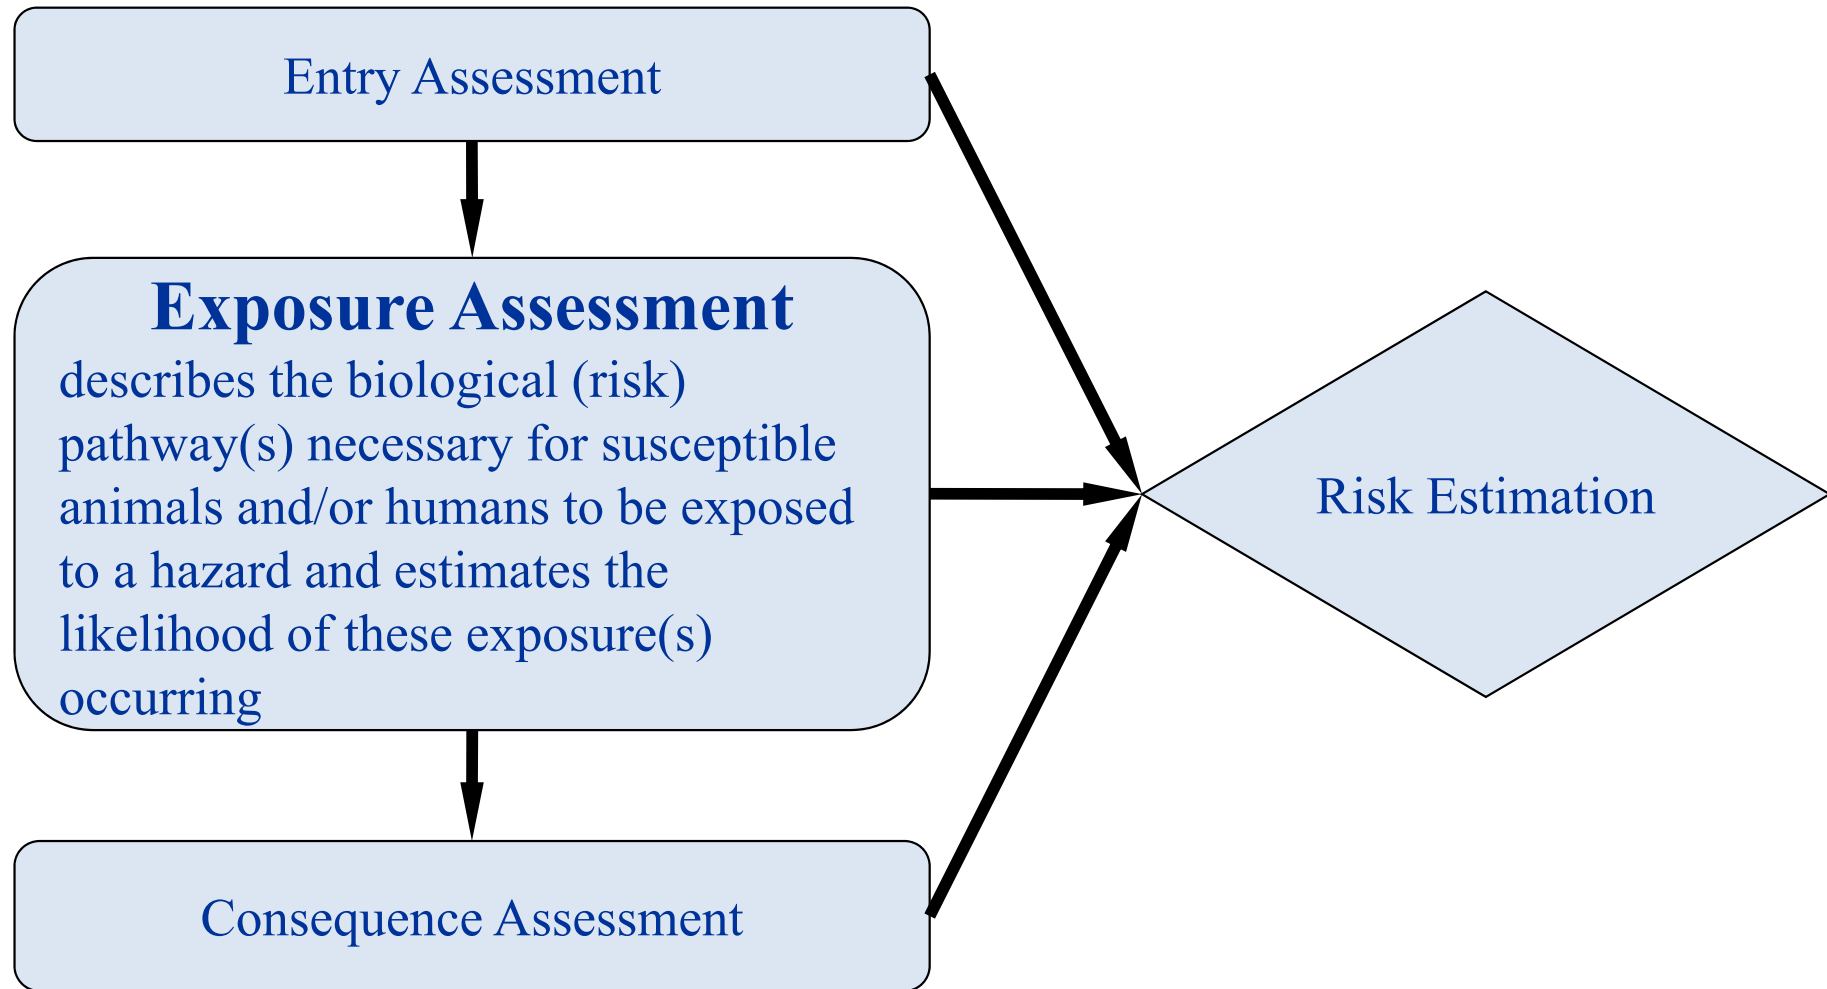 Entry Assessment
Exposure Assessment
describes the biological (risk)
pathway(s) necessary for susceptible
animals and/or humans to be exposed
to a hazard and estimates the
likelihood of these exposure(s)
occurring
Risk Estimation
Consequence Assessment